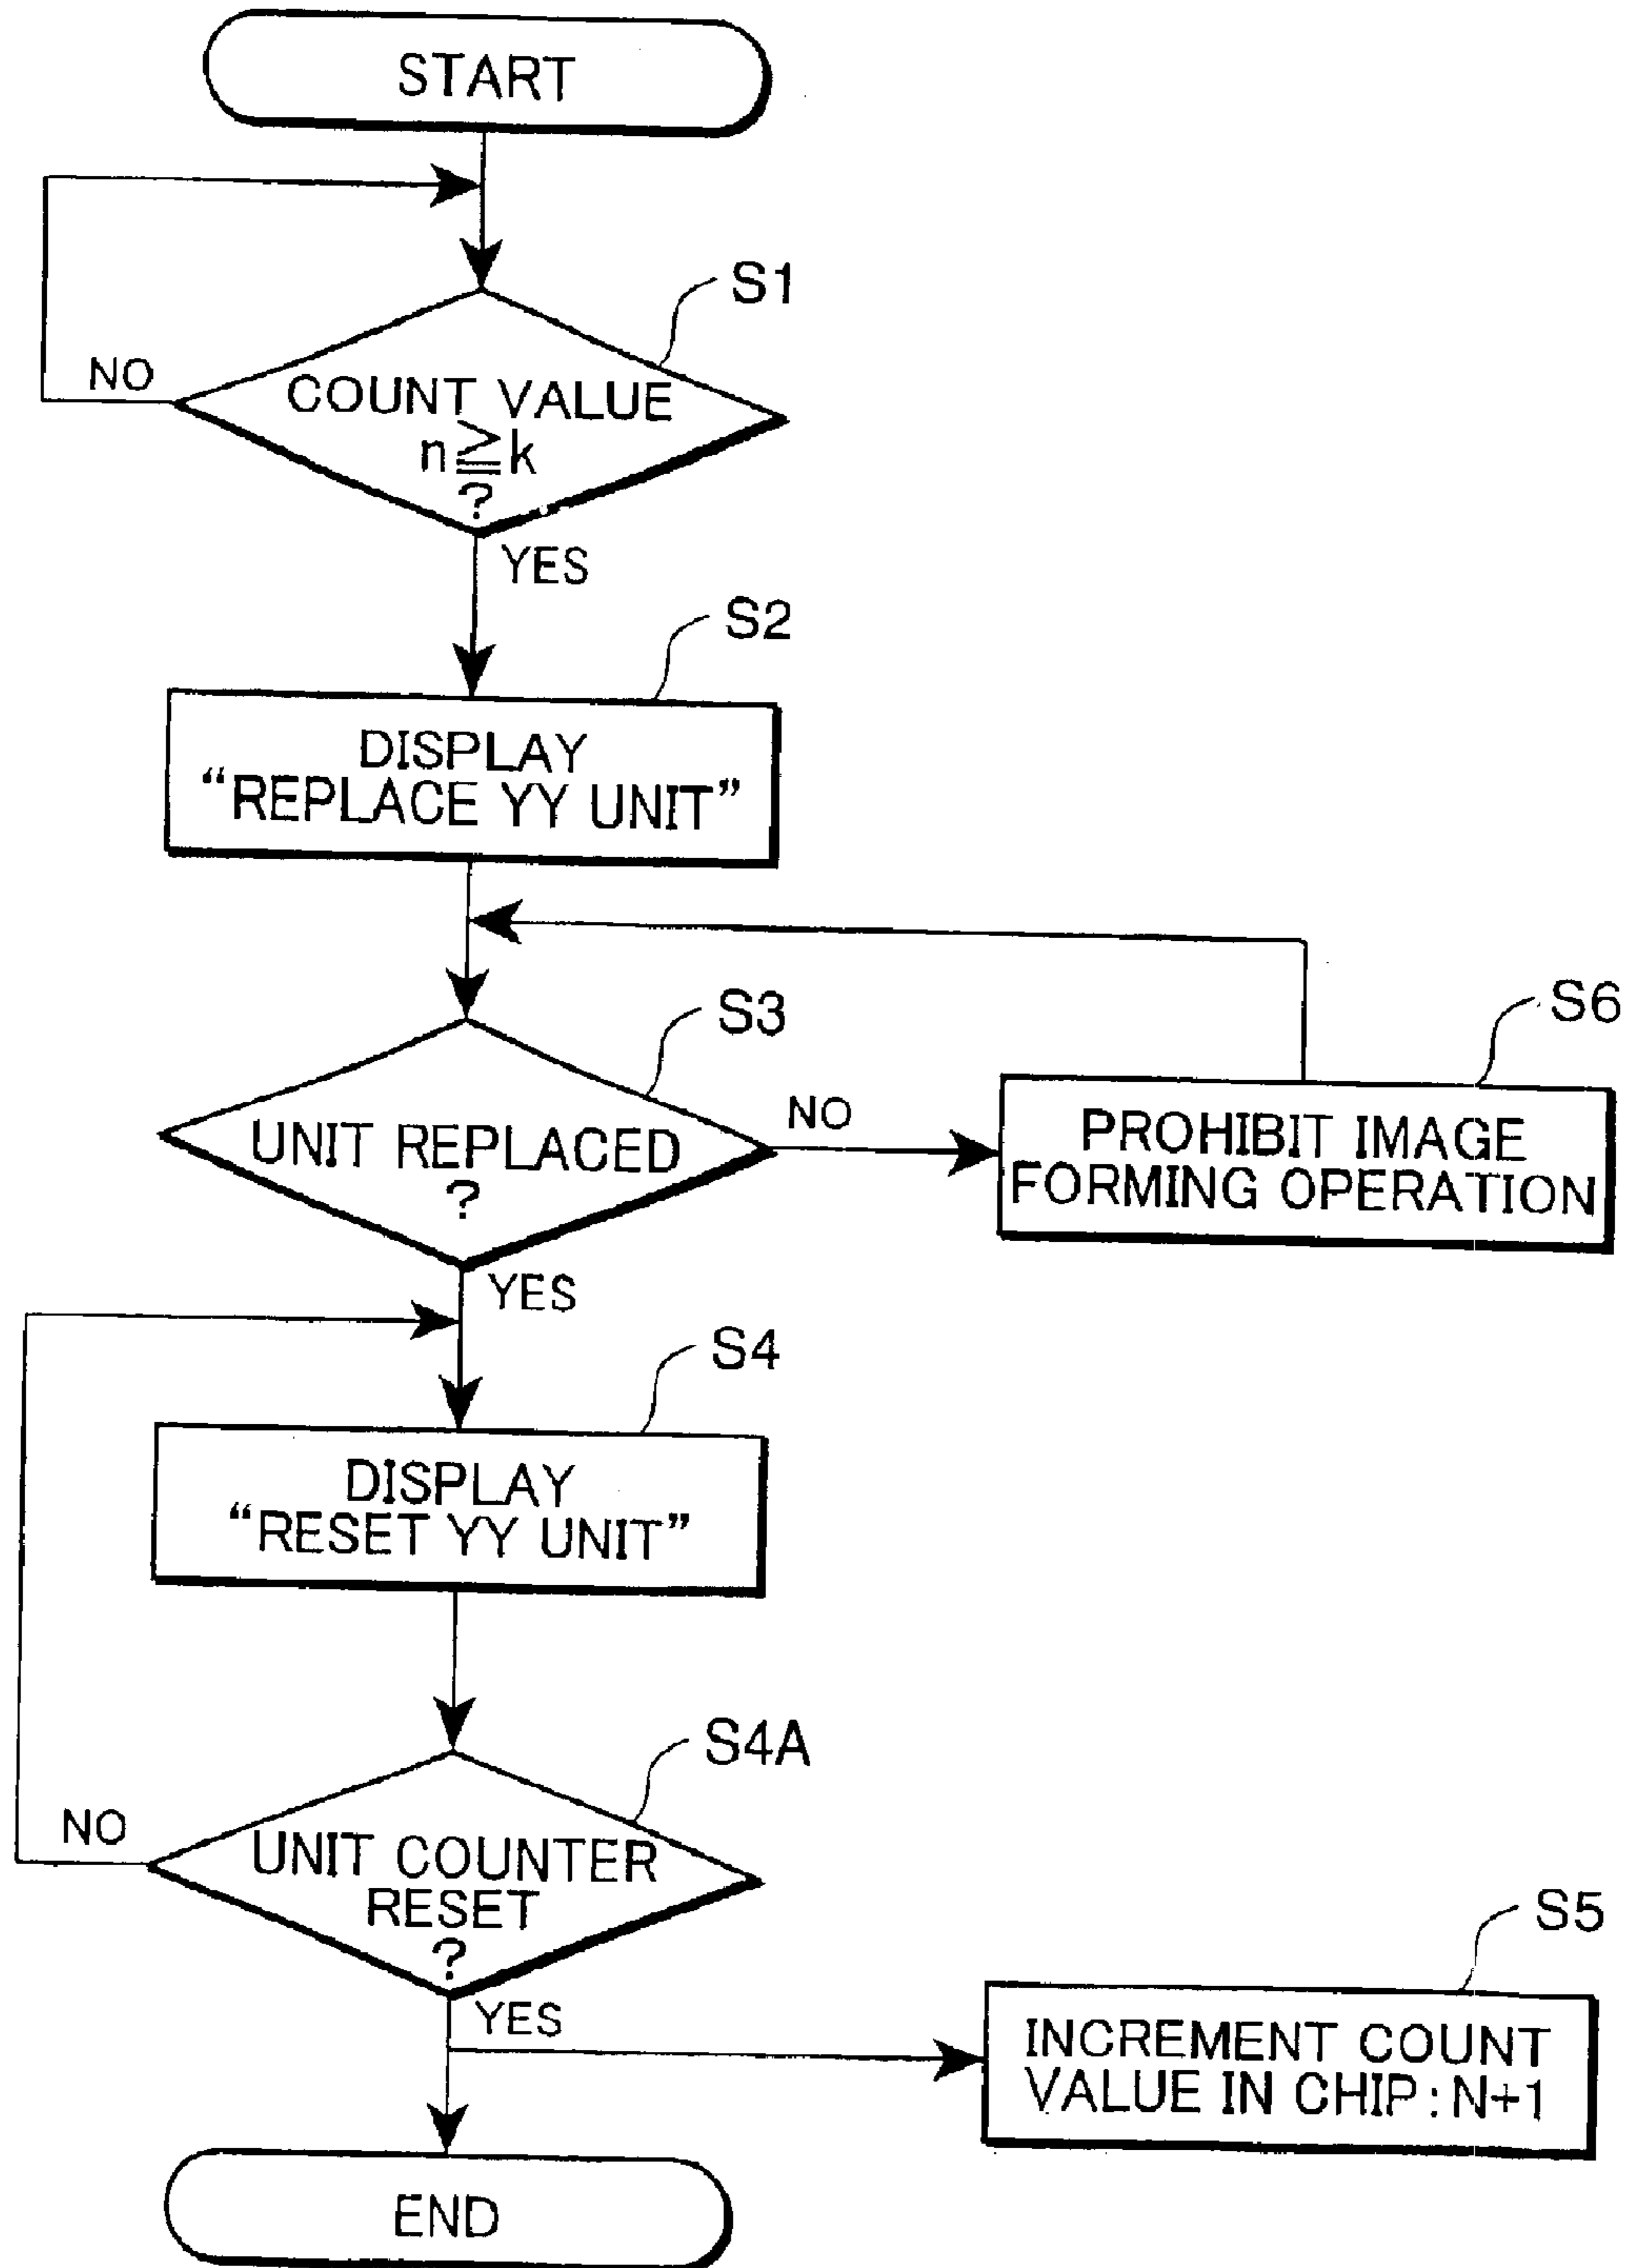 START
S1
NO
COUNT VALUE
n≧k
?
YES
S2
DISPLAY
“REPLACE YY UNIT”
S3
S6
UNIT REPLACED
?
NO
PROHIBIT IMAGE
FORMING OPERATION
YES
S4
DISPLAY
“RESET YY UNIT”
S4A
NO
UNIT COUNTER
RESET
?
YES
S5
INCREMENT COUNT
VALUE IN CHIP : N+1
END